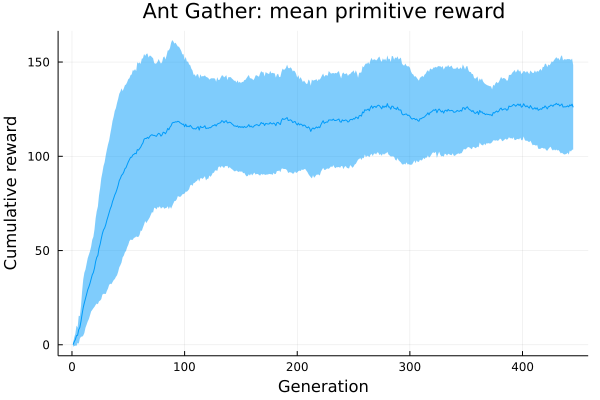 Ant Gather: mean primitive reward
Cumulative reward
150
100
50
0
0 100 200 300 400
Generation